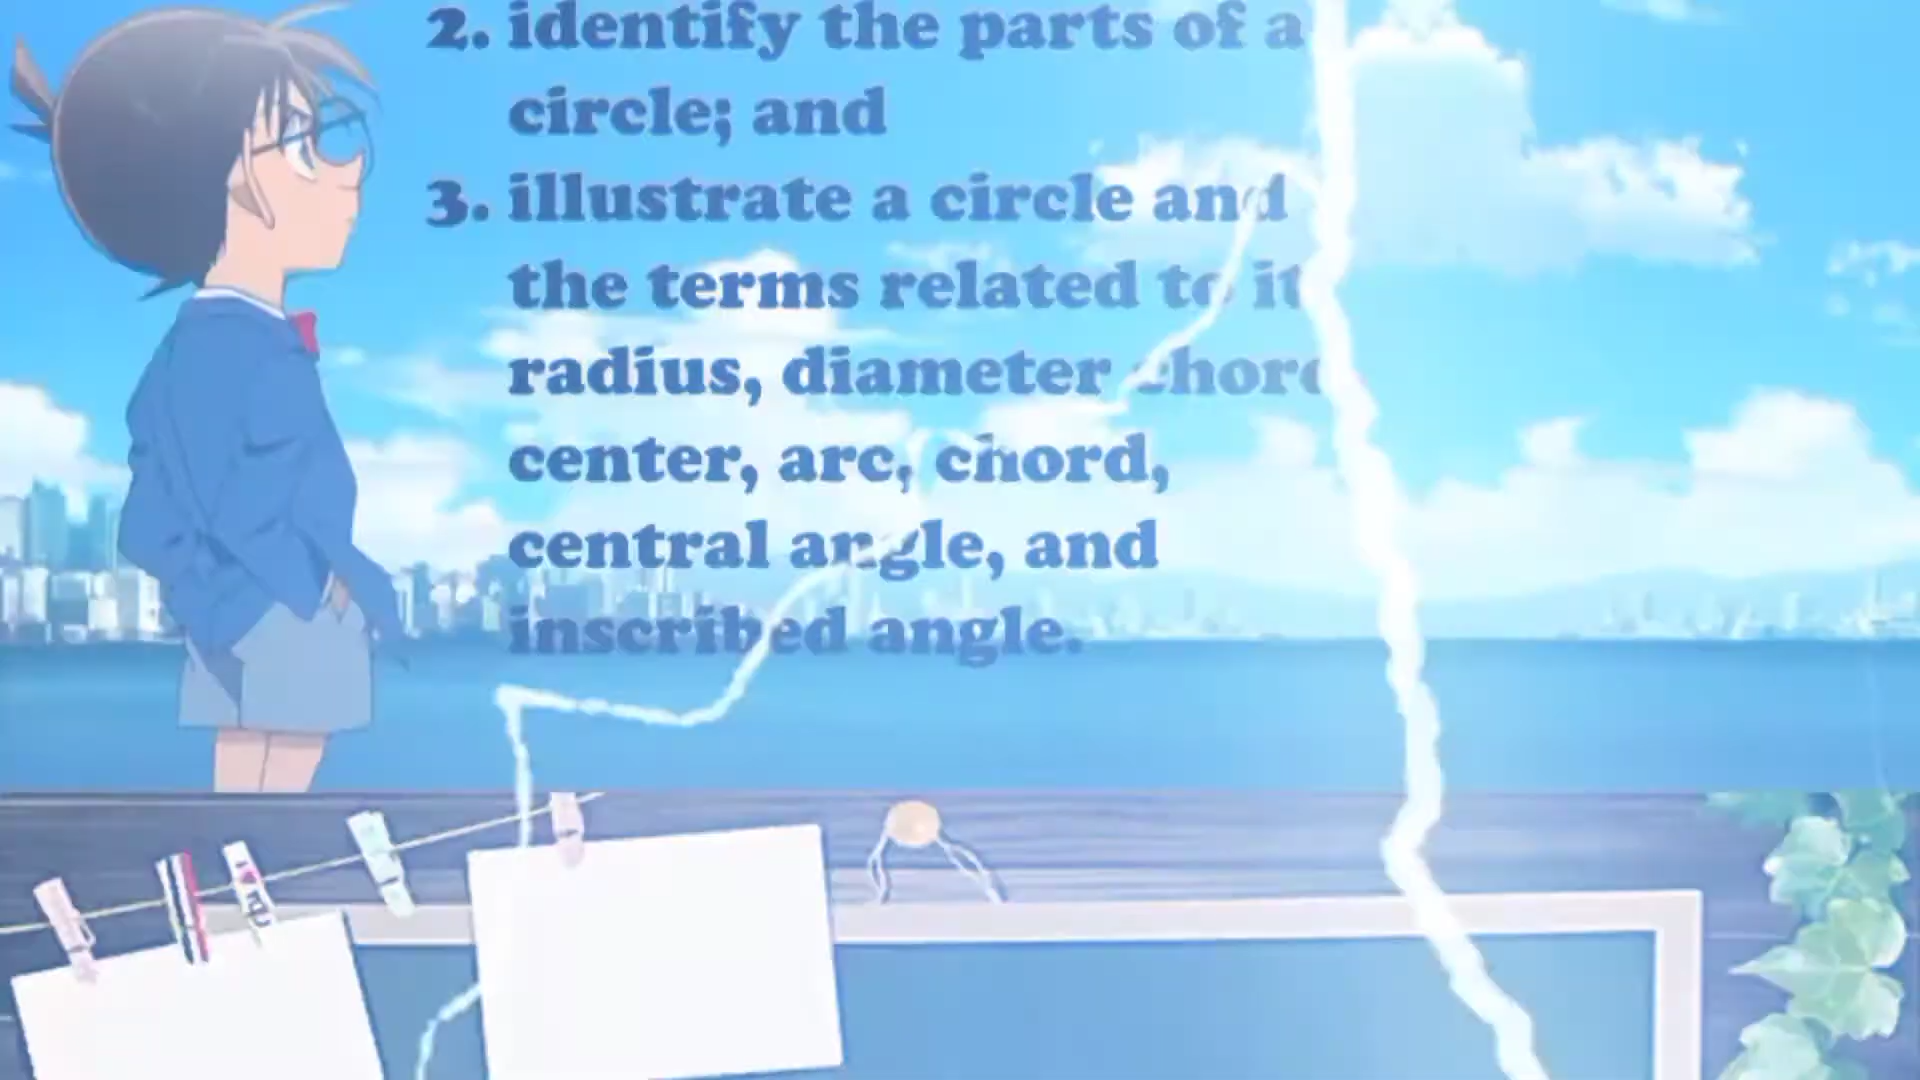 2. identify the parts of a
circle; and
3. illustrate a circle and
the terms related to it
radius, diameter chord
center, arc, chord,
central angle, and
inscribed angle.